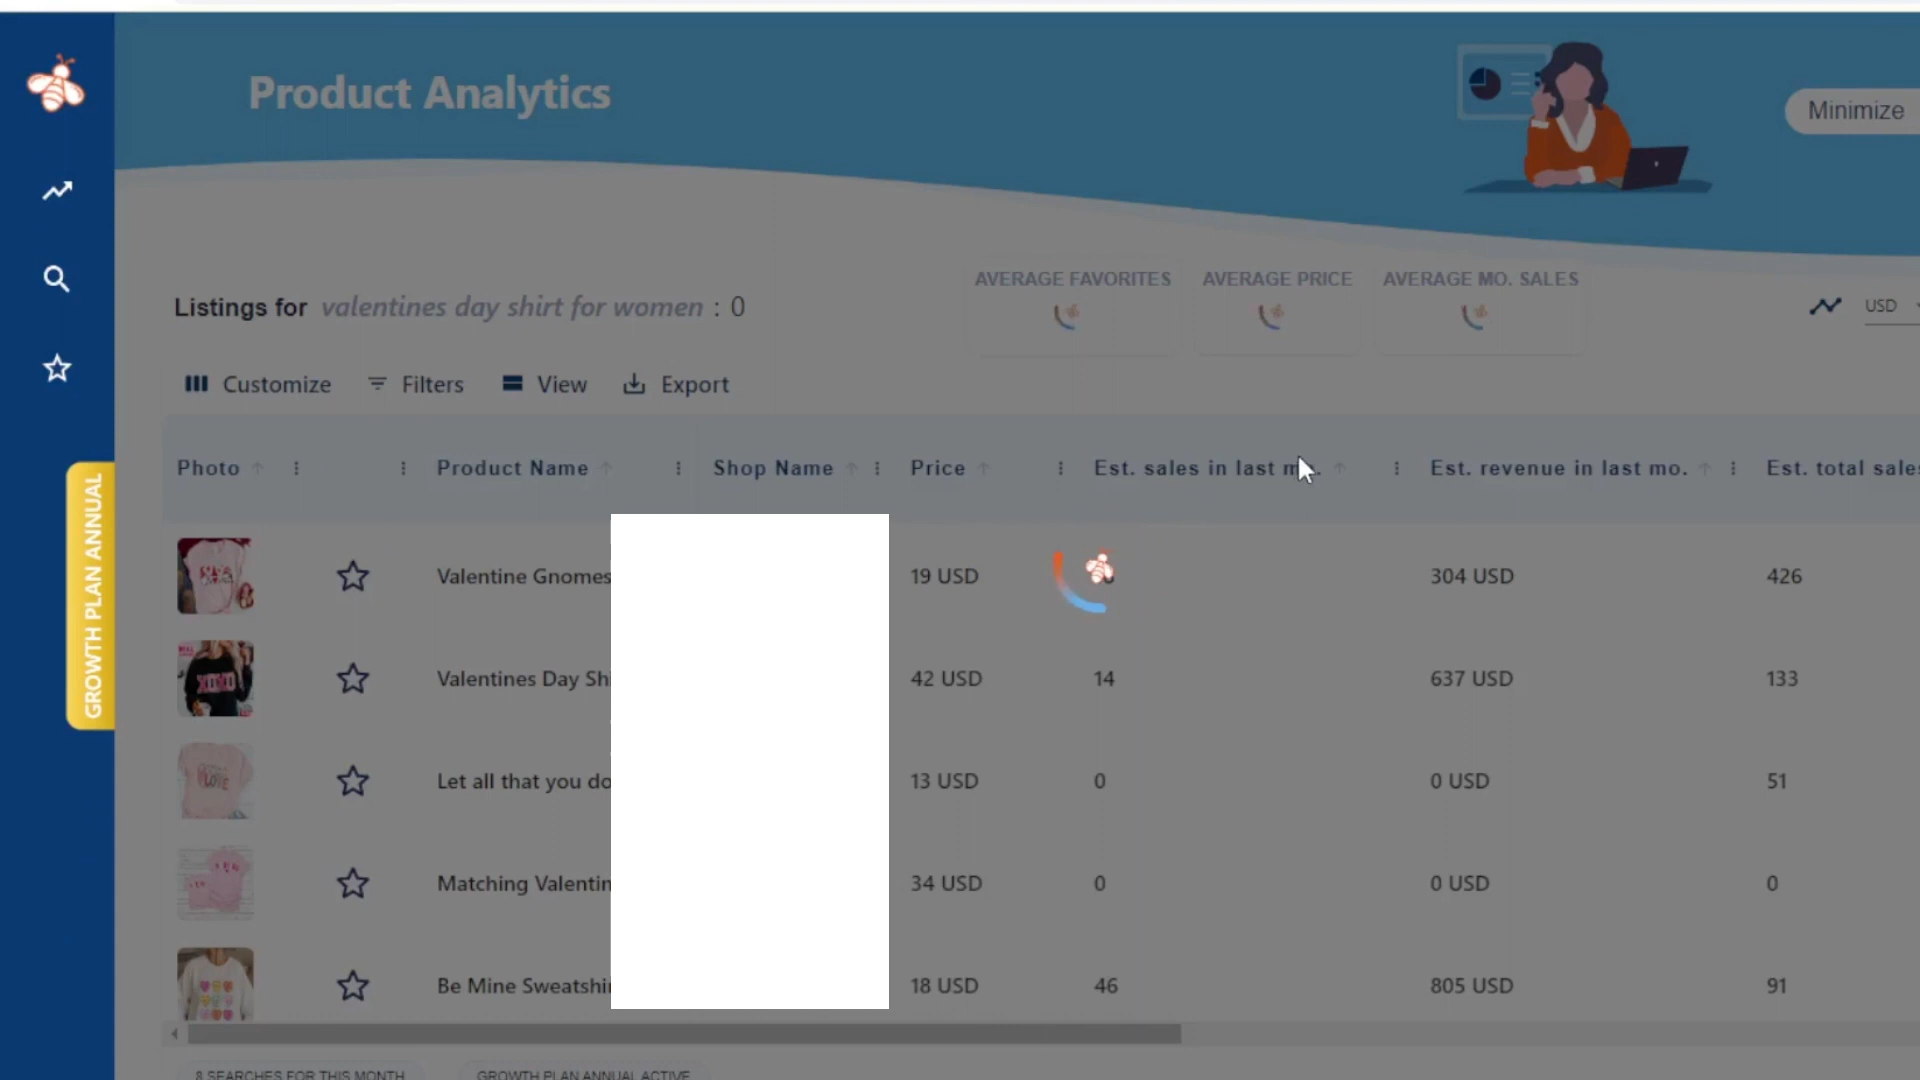 Product Analytics
Minimize
Listings for valentines day shirt for women : 0
AVERAGE FAVORITES
AVERAGE PRICE
AVERAGE MO. SALES
USD
Customize
Filters
View
Export
Photo
Product Name
Shop Name
Price
Est. sales in last
Est. revenue in last mo.
Est. total sale
Valentine Gnomes
19 USD
304 USD
426
Valentines Day Sh
42 USD
14
637 USD
133
Let all that you do
13 USD
0
0 USD
51
Matching Valentin
34 USD
0
0 USD
0
Be Mine Sweatshi
18 USD
46
805 USD
91
GROWTH PLAN ANNUAL
8 SEARCHES FOR THIS MONTH
GROWTH PLAN ANNUAL ACTIVE